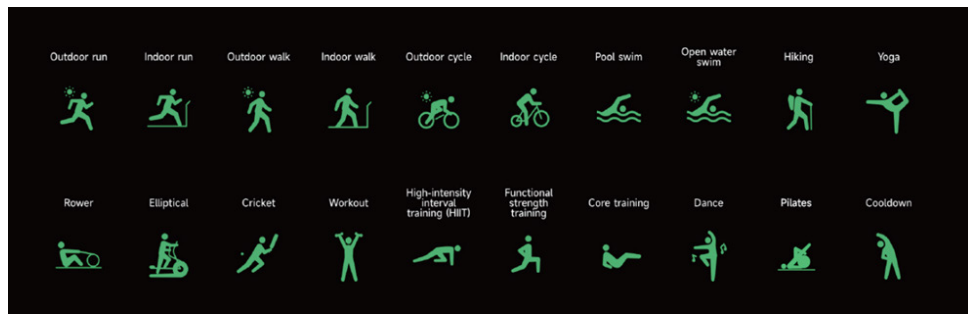 Outdoor run
Indoor run
Outdoor walk
Indoor walk
Outdoor cycle
Indoor cycle
Pool swim
Open water
swim
Hiking
Yoga
Rower
Elliptical
Cricket
Workout
High-intensity
interval
training (HIIT)
Functional
strength
training
Core training
Dance
Pilates
Cooldown